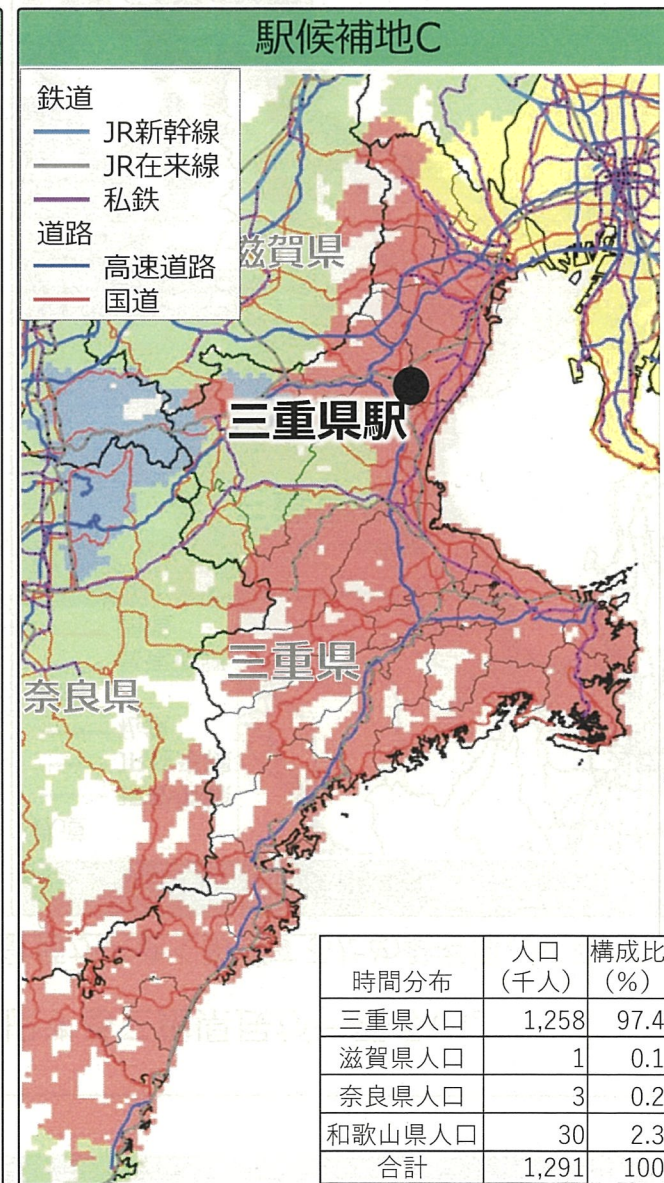 駅候補地C
鉄道
JR新幹線
JR在来線
私鉄
道路
高速道路
国道
滋賀県
三重県駅
三重県
奈良県
時間分布 人口（千人） 構成比（%）
三重県人口 1,258 97.4
滋賀県人口 1 0.1
奈良県人口 3 0.2
和歌山県人口 30 2.3
合計 1,291 100